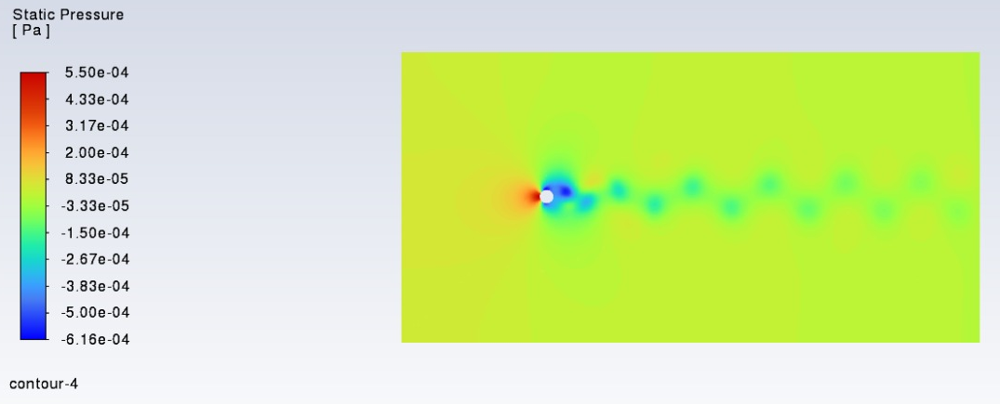 Static Pressure
[ Pa ]
5.50e-04
4.33e-04
3.17e-04
2.00e-04
8.33e-05
-3.33e-05
-1.50e-04
-2.67e-04
-3.83e-04
-5.00e-04
-6.16e-04
contour-4